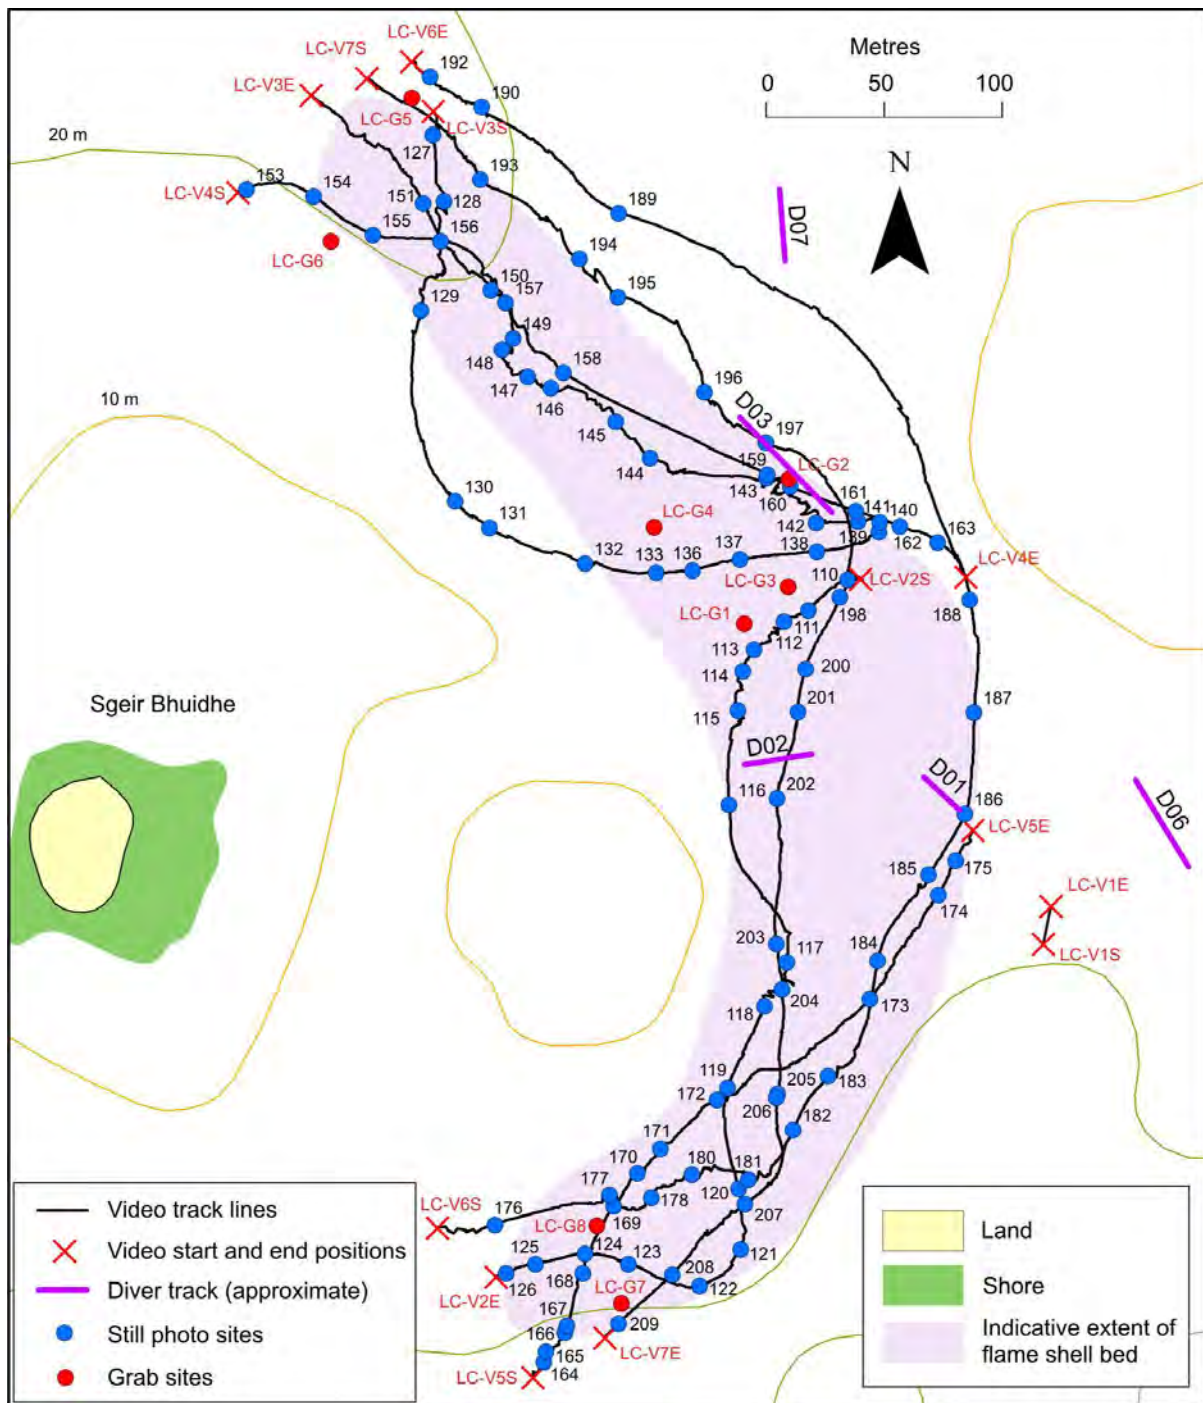 LC-V6E
Metres
LC-V7S
192
0 50 100
LC-V3E
190
LC-G5
LC-V3S
20 m
127
N
193
153
154
LC-V4S
151
128
189
D07
155
156
194
LC-G6
150
195
129
157
149
148
158
147
146
196
10 m
D03
145
197
144
159
LC-G2
143
130
160
161
141
140
LC-G4
131
142
139
163
137
138
162
132
133
136
110
LC-V2S
LC-V4E
LC-G3
198
188
LC-G1
111
112
113
114
200
Sgeir Bhuidhe
115
201
187
D02
116
202
D01
186
D06
LC-V5E
185
175
LC-V1E
174
203
117
184
LC-V1S
204
118
173
119
205
183
172
206
182
171
170
180
181
177
LC-V6S
176
178
120
169
207
LC-G8
124
123
121
125
208
126
168
LC-G7
122
LC-V2E
167
166
209
165
LC-V7E
LC-V5S
164
Video track lines
Video start and end positions
Diver track (approximate)
Still photo sites
Grab sites
Land
Shore
Indicative extent of
flame shell bed